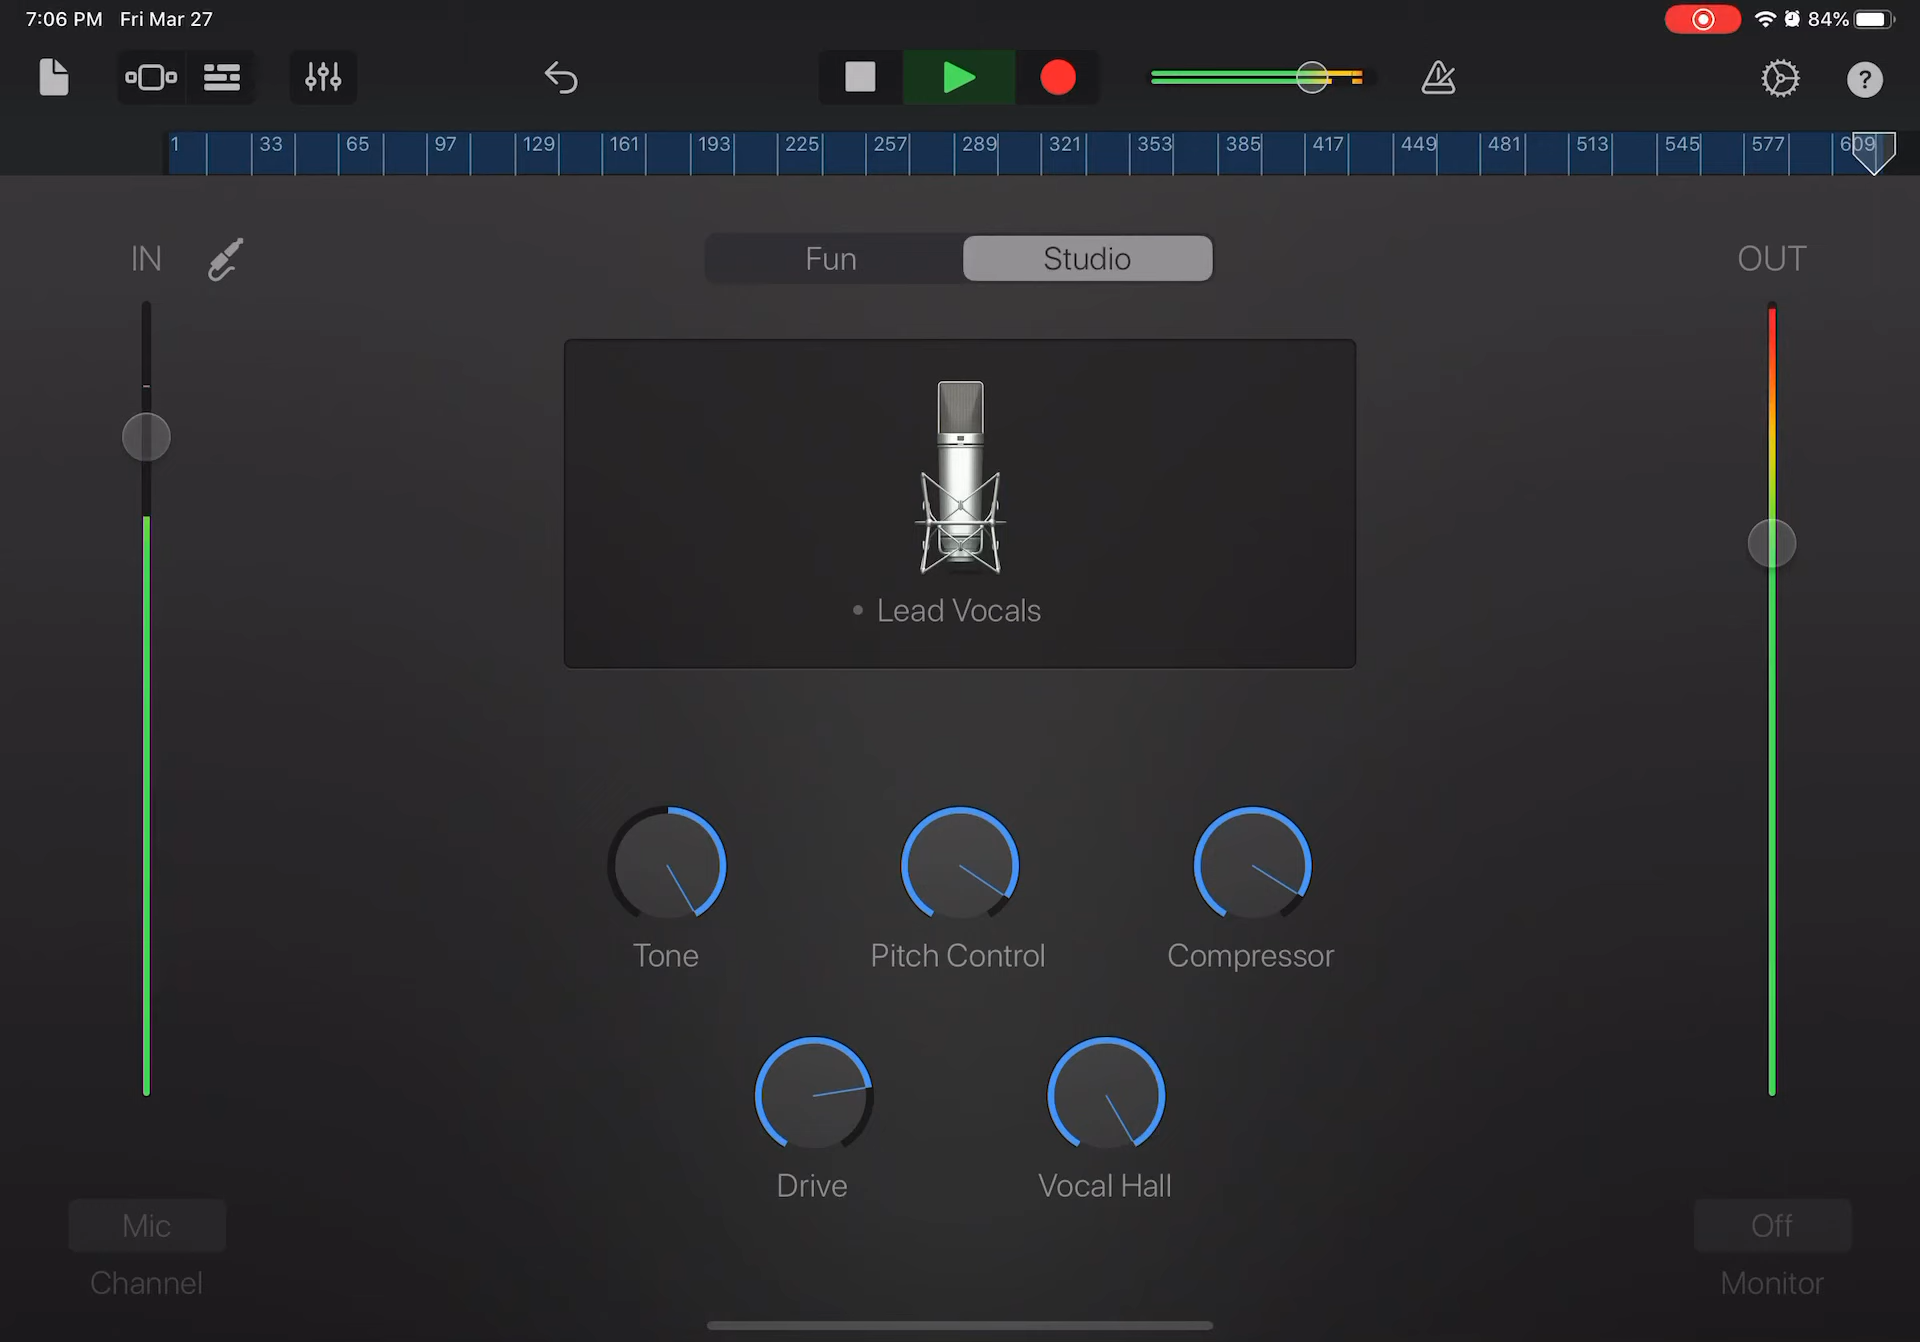 7:06 PM Fri Mar 27 84%
?
1 33 65 97 129 161 193 225 257 289 321 353 385 417 449 481 513 545 577 609
IN Fun Studio OUT
Lead Vocals
Tone Pitch Control Compressor
Drive Vocal Hall
Mic Off
Channel Monitor